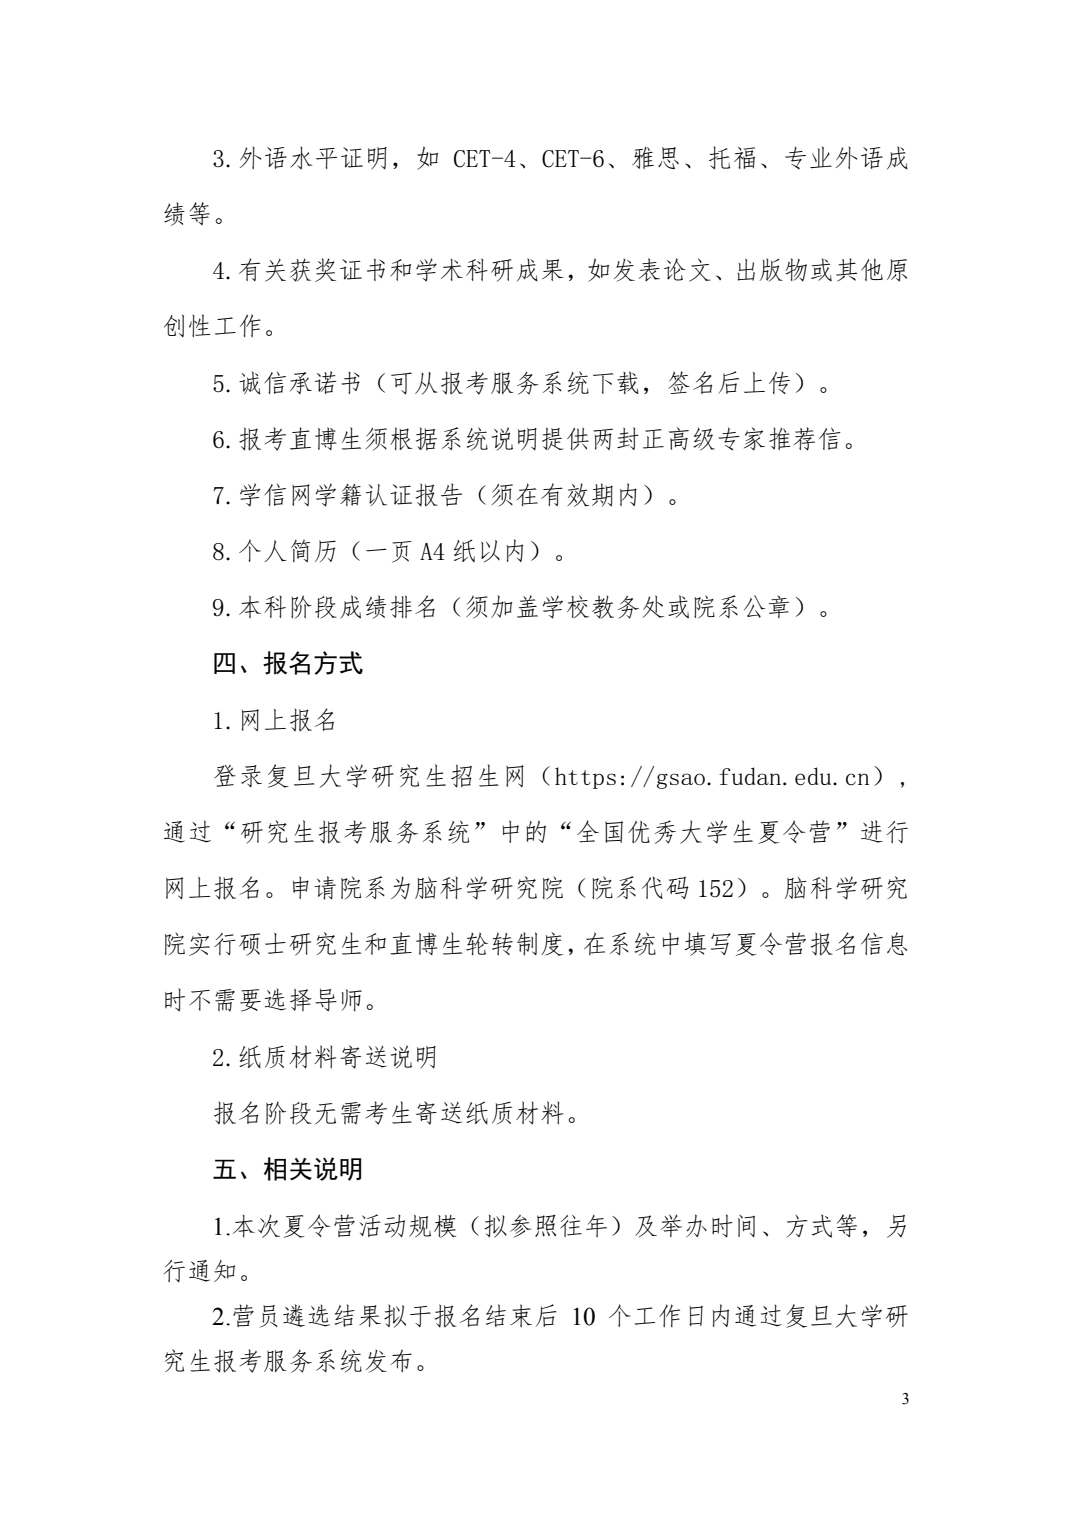 3.外语水平证明，如 CET-4、CET-6、雅思、托福、专业外语成
绩等。
4.有关获奖证书和学术科研成果，如发表论文、出版物或其他原
创性工作。
5.诚信承诺书（可从报考服务系统下载，签名后上传）。
6.报考直博生须根据系统说明提供两封正高级专家推荐信。
7.学信网学籍认证报告（须在有效期内）。
8.个人简历（一页 A4 纸以内）。
9.本科阶段成绩排名（须加盖学校教务处或院系公章）。
四、报名方式
1.网上报名
登录复旦大学研究生招生网（https://gsao.fudan.edu.cn），
通过“研究生报考服务系统”中的“全国优秀大学生夏令营”进行
网上报名。申请院系为脑科学研究院（院系代码 152）。脑科学研究
院实行硕士研究生和直博生轮转制度，在系统中填写夏令营报名信息
时不需要选择导师。
2.纸质材料寄送说明
报名阶段无需考生寄送纸质材料。
五、相关说明
1.本次夏令营活动规模（拟参照往年）及举办时间、方式等，另
行通知。
2.营员遴选结果拟于报名结束后 10 个工作日内通过复旦大学研
究生报考服务系统发布。
3